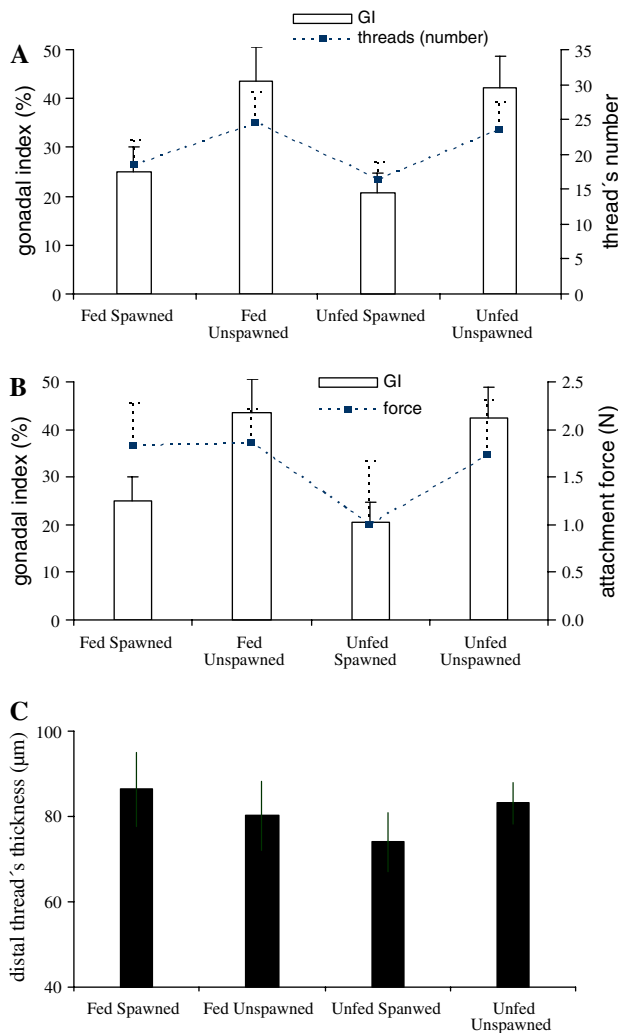 A
GI
threads (number)
gonadal index (%)
50
40
30
20
10
0
35
30
25
20
15
10
5
0
thread´s number
Fed Spawned
Fed
Unspawned
Unfed Spawned
Unfed
Unspawned
B
GI
force
gonadal index (%)
50
40
30
20
10
0
2.5
2.0
1.5
1.0
0.5
0.0
attachment force (N)
Fed Spawned
Fed
Unspawned
Unfed
Spawned
Unfed
Unspawned
C
distal thread´s thickness (µm)
100
80
60
40
Fed Spawned
Fed Unspawned
Unfed Spanwed
Unfed
Unspawned